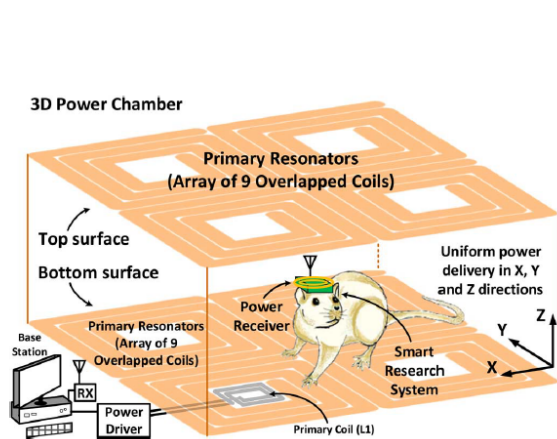 3D Power Chamber
Primary Resonators
(Array of 9 Overlapped Coils)
Top surface
Bottom surface
Uniform power
delivery in X, Y
and Z directions
Power
Receiver
Primary Resonators
(Array of 9
Overlapped Coils)
Base
Station
RX
Power
Driver
Smart
Research
System
Primary Coil (L1)
Z
Y
X